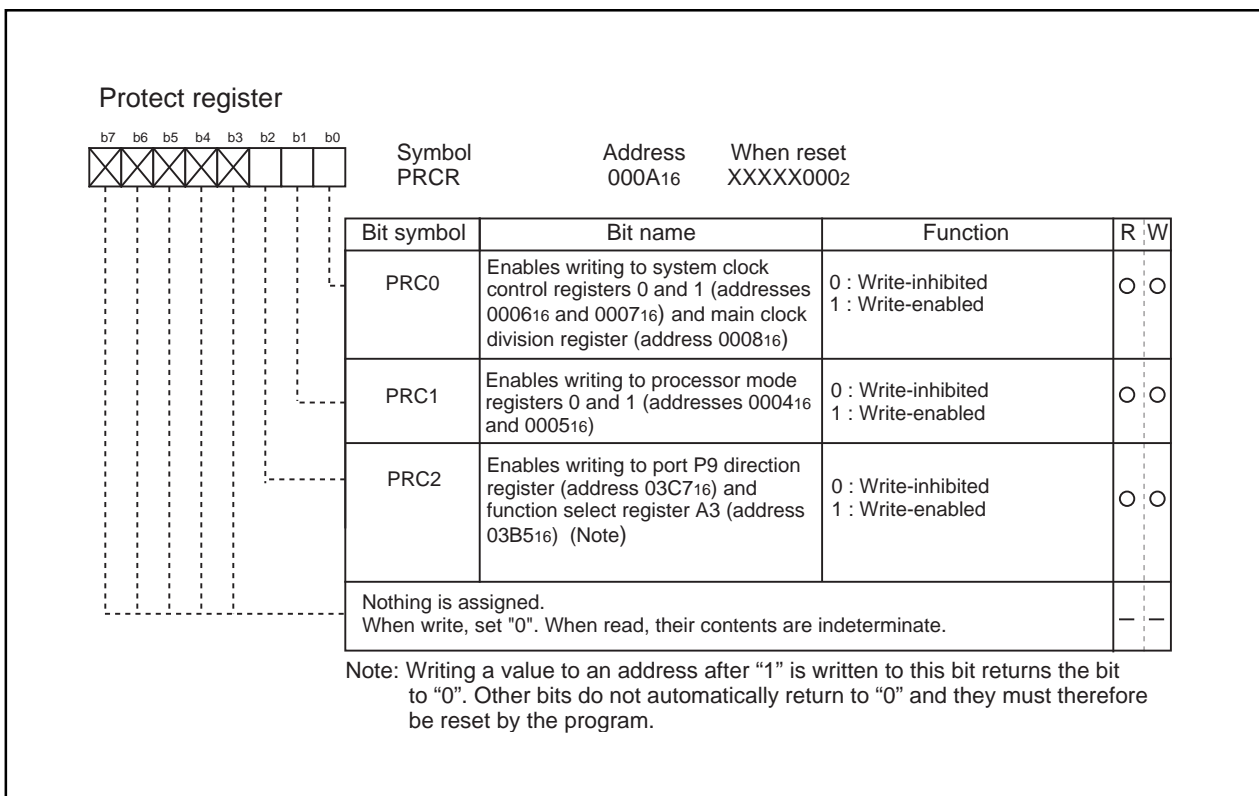 Protect register
b7 b6 b5 b4 b3 b2 b1 b0
Symbol Address When reset
PRCR 000A16 XXXXX0002
Bit symbol Bit name Function R W
PRC0
Enables writing to system clock
control registers 0 and 1 (addresses
000616 and 000716) and main clock
division register (address 000816)
0 : Write-inhibited
1 : Write-enabled
PRC1
Enables writing to processor mode
registers 0 and 1 (addresses 000416
and 000516)
0 : Write-inhibited
1 : Write-enabled
PRC2
Enables writing to port P9 direction
register (address 03C716) and
function select register A3 (address
03B516) (Note)
0 : Write-inhibited
1 : Write-enabled
Nothing is assigned.
When write, set "0". When read, their contents are indeterminate.
Note: Writing a value to an address after “1” is written to this bit returns the bit
to “0”. Other bits do not automatically return to “0” and they must therefore
be reset by the program.